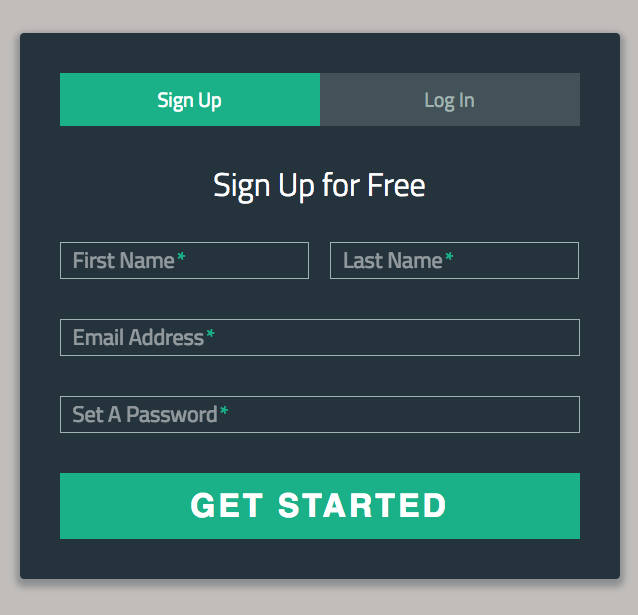 Sign Up Log In
Sign Up for Free
First Name* Last Name*
Email Address*
Set A Password*
GET STARTED